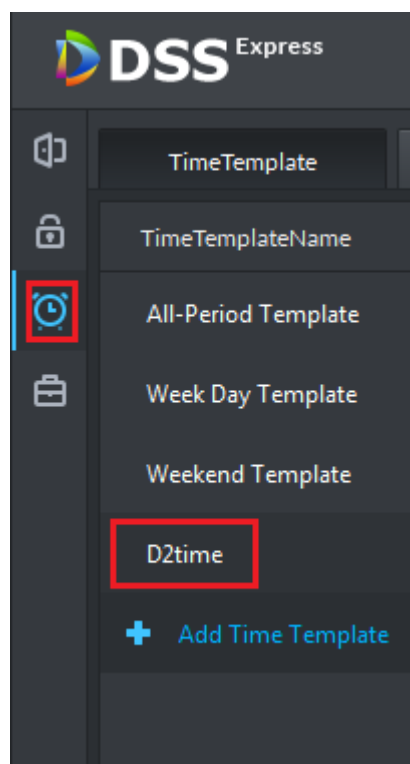 DSS Express
TimeTemplate
TimeTemplateName
All-Period Template
Week Day Template
Weekend Template
D2time
Add Time Template